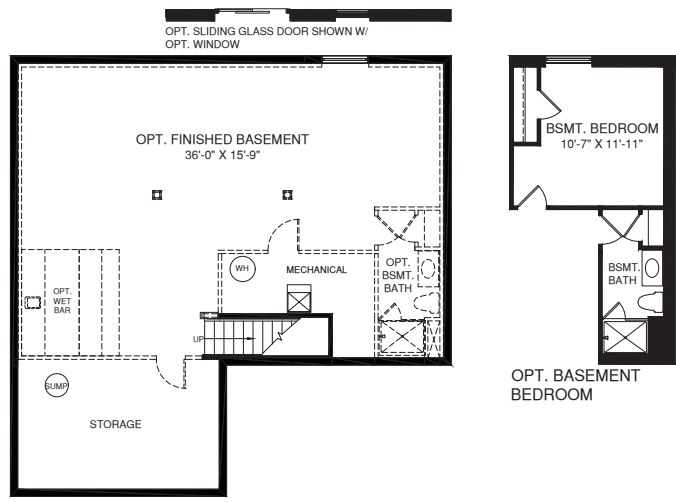 OPT. SLIDING GLASS DOOR SHOWN W/
OPT. WINDOW
OPT. FINISHED BASEMENT
36'-0" X 15'-9"
WH
MECHANICAL
OPT.
BSMT.
BATH
OPT.
WET
BAR
UP
SUMP
STORAGE
BSMT. BEDROOM
10'-7" X 11'-11"
BSMT.
BATH
OPT. BASEMENT
BEDROOM